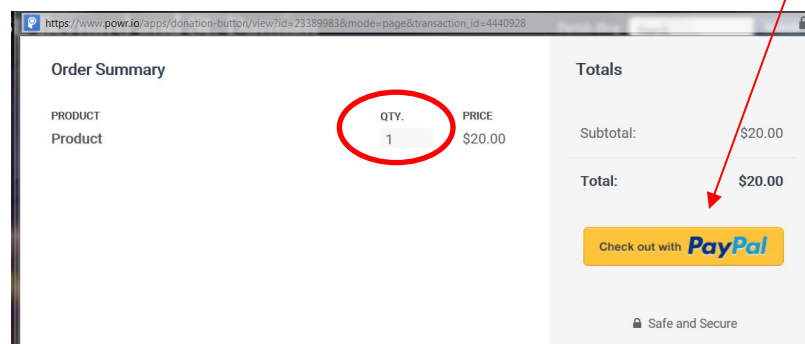 https://www.powr.io/apps/donation-button/view?id=23389983&mode=page&transaction_id=4440928
Order Summary
PRODUCT QTY. PRICE
Product 1 $20.00
Totals
Subtotal: $20.00
Total: $20.00
Check out with PayPal
Safe and Secure